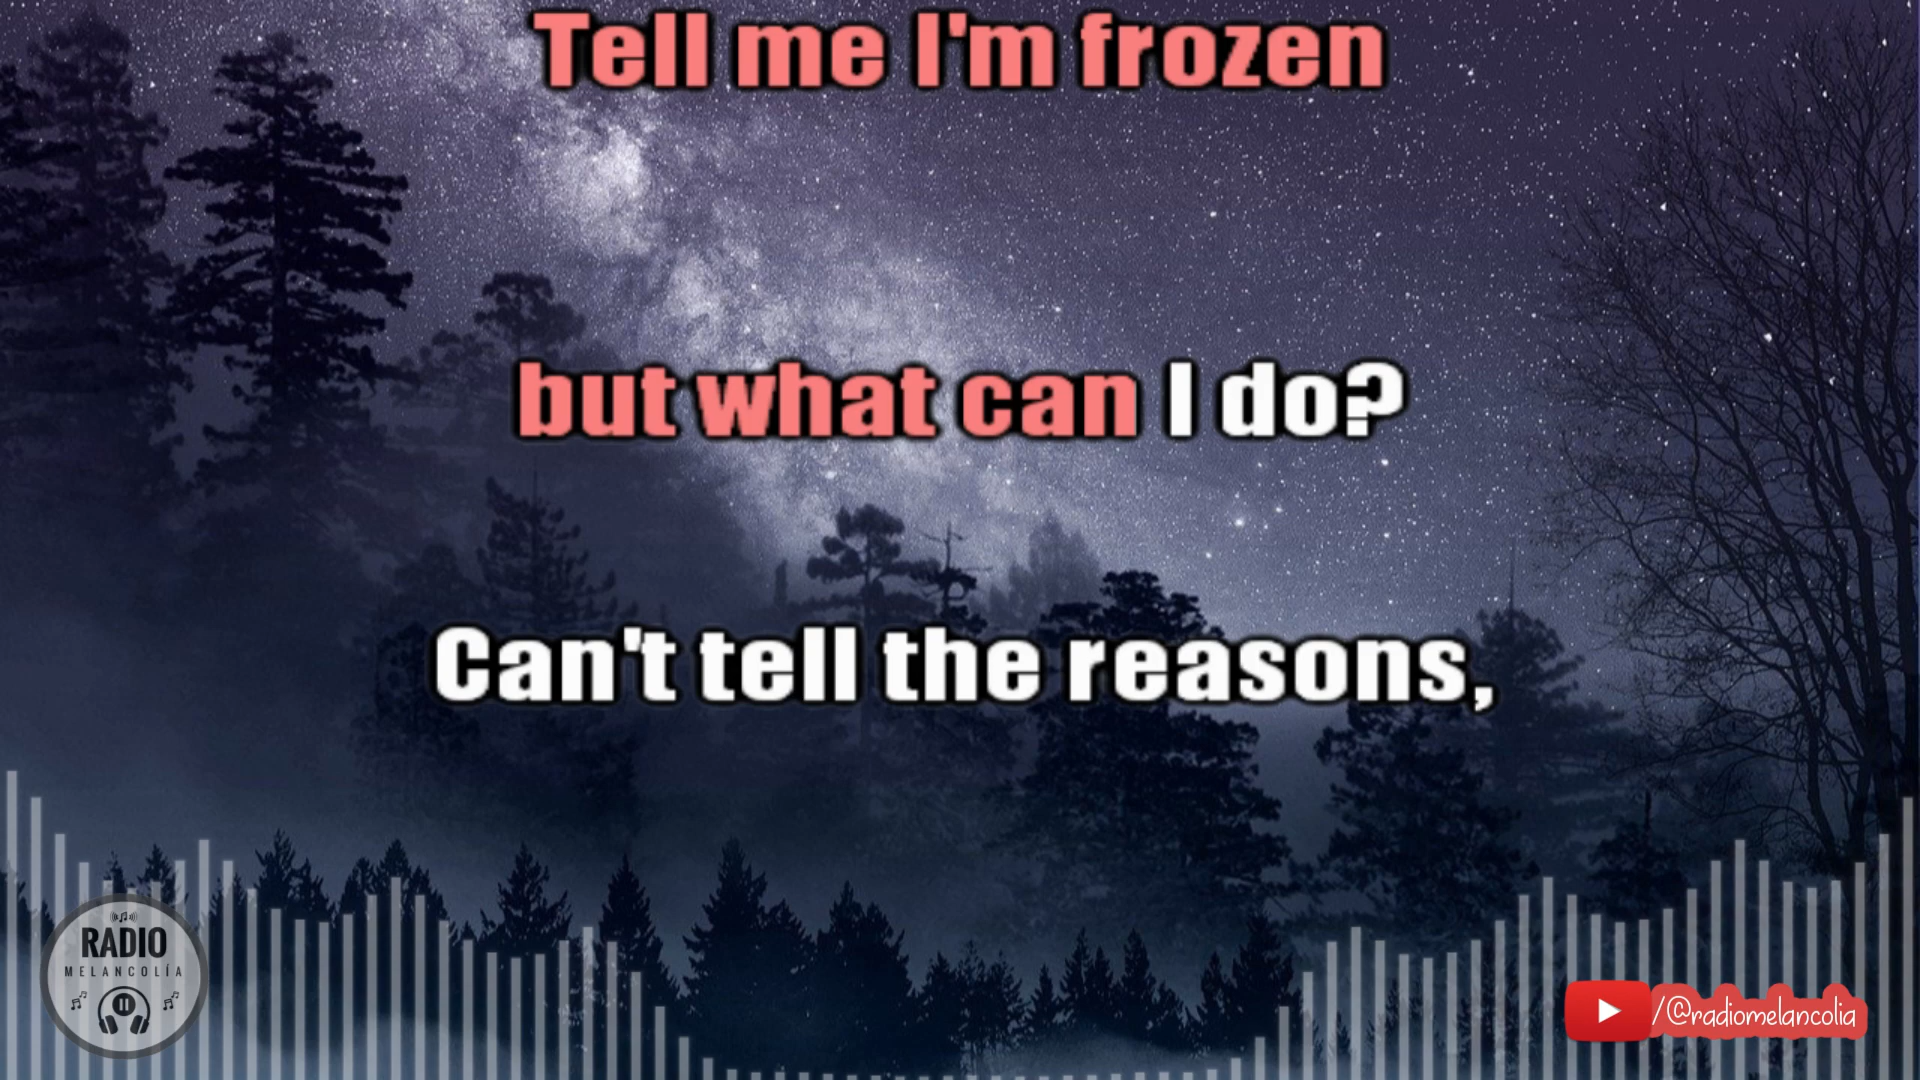 Tell me I'm frozen
but what can I do?
Can't tell the reasons,
RADIO
MELANCOLÍA
/@radiomelancolia